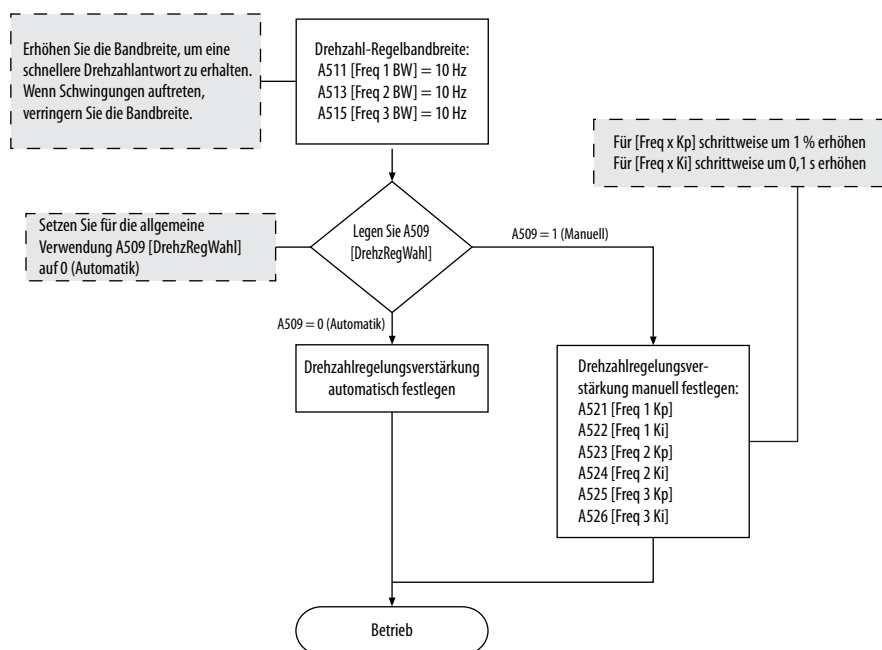 Erhöhen Sie die Bandbreite, um eine
schnellere Drehzahlantwort zu erhalten.
Wenn Schwingungen auftreten,
verringern Sie die Bandbreite.
Drehzahl-Regelbandbreite:
A511 [Freq 1 BW] = 10 Hz
A513 [Freq 2 BW] = 10 Hz
A515 [Freq 3 BW] = 10 Hz
Für [Freq x Kp] schrittweise um 1 % erhöhen
Für [Freq x Ki] schrittweise um 0,1 s erhöhen
Setzen Sie für die allgemeine
Verwendung A509 [DrehzRegWahl]
auf 0 (Automatik)
Legen Sie A509
[DrehzRegWahl]
A509 = 1 (Manuell)
A509 = 0 (Automatik)
Drehzahlregelungsverstärkung
automatisch festlegen
Drehzahlregelungsver-
stärkung manuell festlegen:
A521 [Freq 1 Kp]
A522 [Freq 1 Ki]
A523 [Freq 2 Kp]
A524 [Freq 2 Ki]
A525 [Freq 3 Kp]
A526 [Freq 3 Ki]
Betrieb